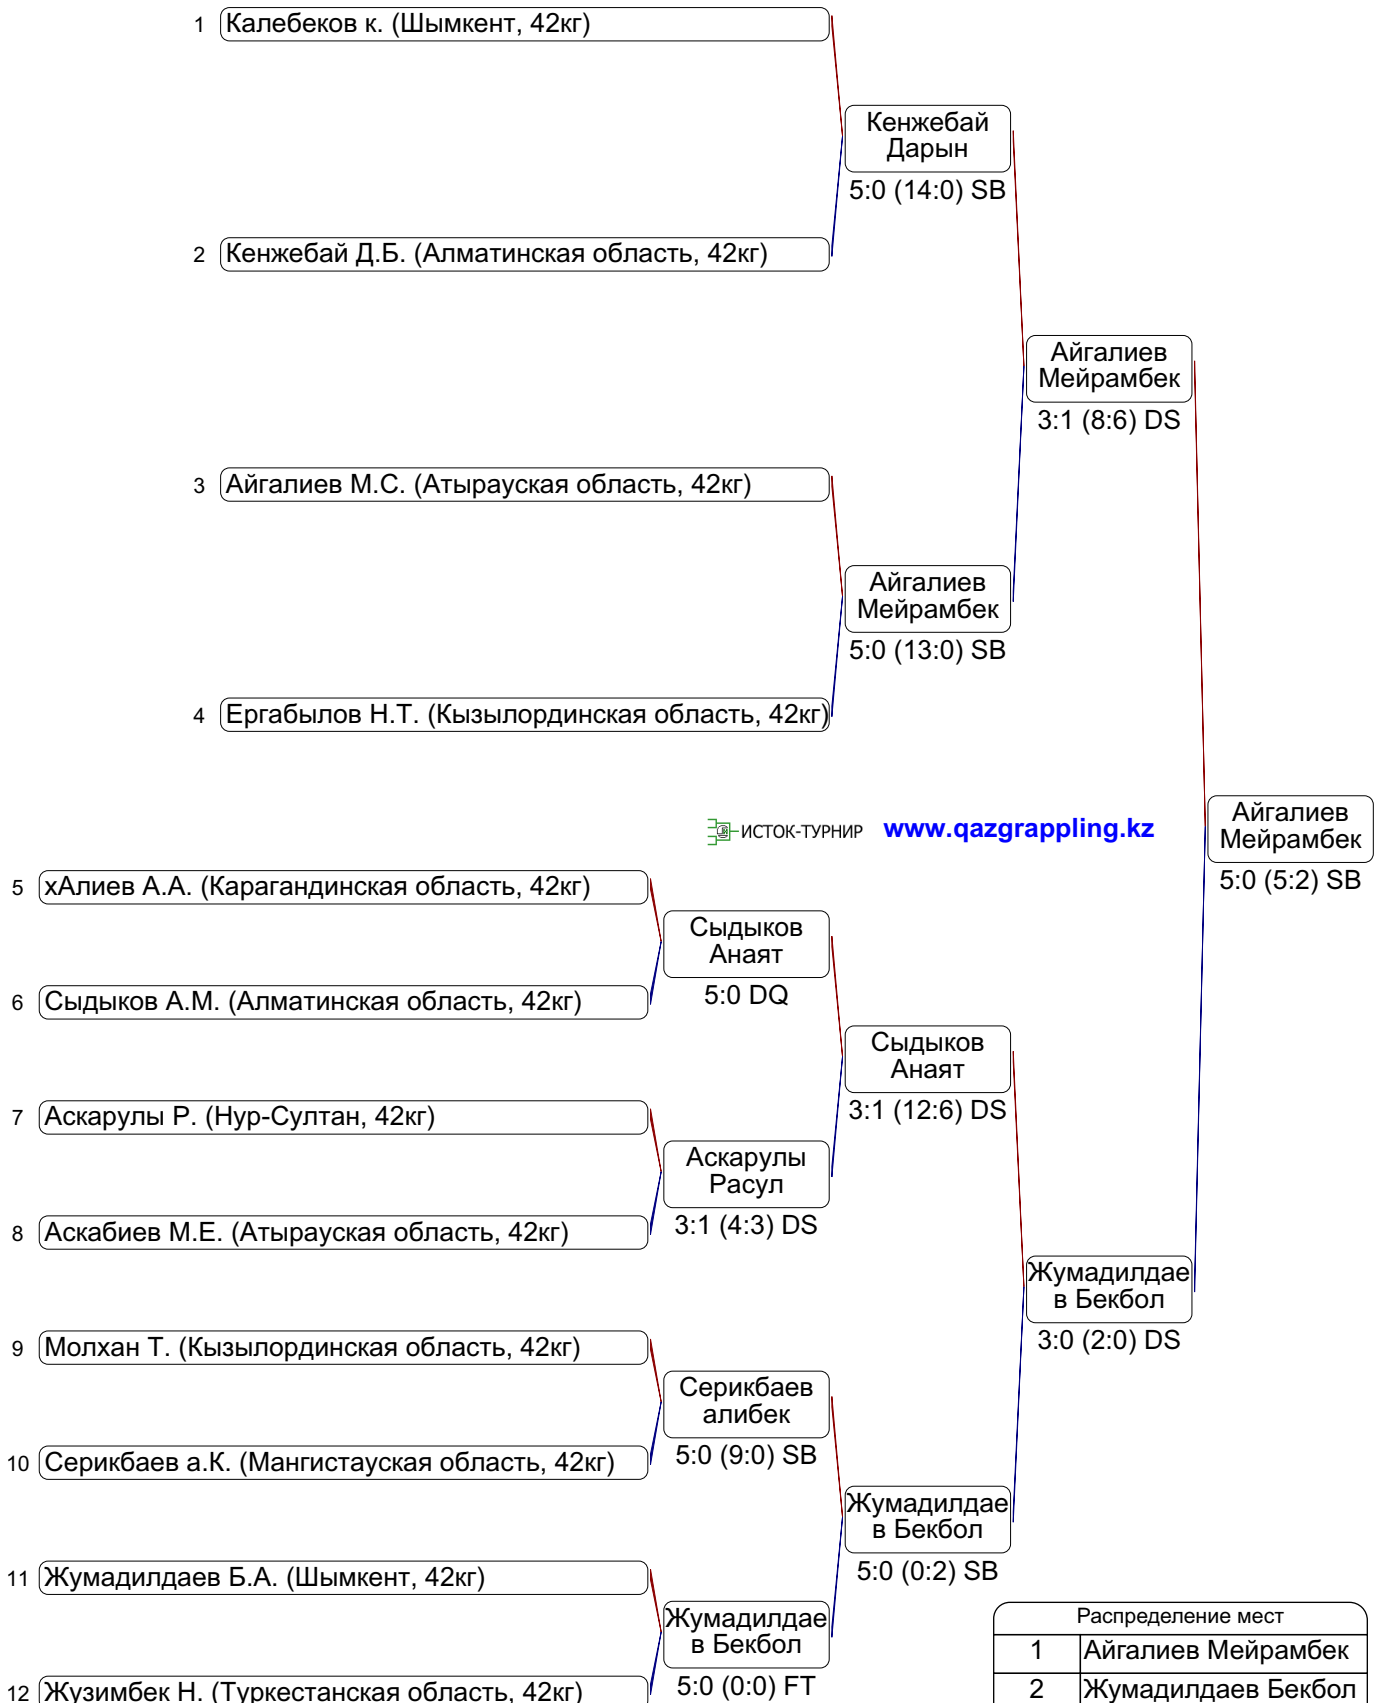 1 Калебеков к. (Шымкент, 42кг)
Кенжебай
Дарын
5:0 (14:0) SB
2 Кенжебай Д.Б. (Алматинская область, 42кг)
Айгалиев
Мейрамбек
3:1 (8:6) DS
3 Айгалиев М.С. (Атырауская область, 42кг)
Айгалиев
Мейрамбек
5:0 (13:0) SB
4 Ергабылов Н.Т. (Кызылординская область, 42кг)
ИСТОК-ТУРНИР www.qazgrappling.kz
Айгалиев
Мейрамбек
5:0 (5:2) SB
5 хАлиев А.А. (Карагандинская область, 42кг)
Сыдыков
Анаят
5:0 DQ
6 Сыдыков А.М. (Алматинская область, 42кг)
Сыдыков
Анаят
3:1 (12:6) DS
7 Аскарулы Р. (Нур-Султан, 42кг)
Аскарулы
Расул
3:1 (4:3) DS
8 Аскабиев М.Е. (Атырауская область, 42кг)
Жумадилдае
в Бекбол
3:0 (2:0) DS
9 Молхан Т. (Кызылординская область, 42кг)
Серикбаев
алибек
5:0 (9:0) SB
10 Серикбаев а.К. (Мангистауская область, 42кг)
Жумадилдае
в Бекбол
5:0 (0:2) SB
11 Жумадилдаев Б.А. (Шымкент, 42кг)
Жумадилдае
в Бекбол
5:0 (0:0) FT
12 Жузимбек Н. (Туркестанская область, 42кг)
Распределение мест
1 Айгалиев Мейрамбек
2 Жумадилдаев Бекбол